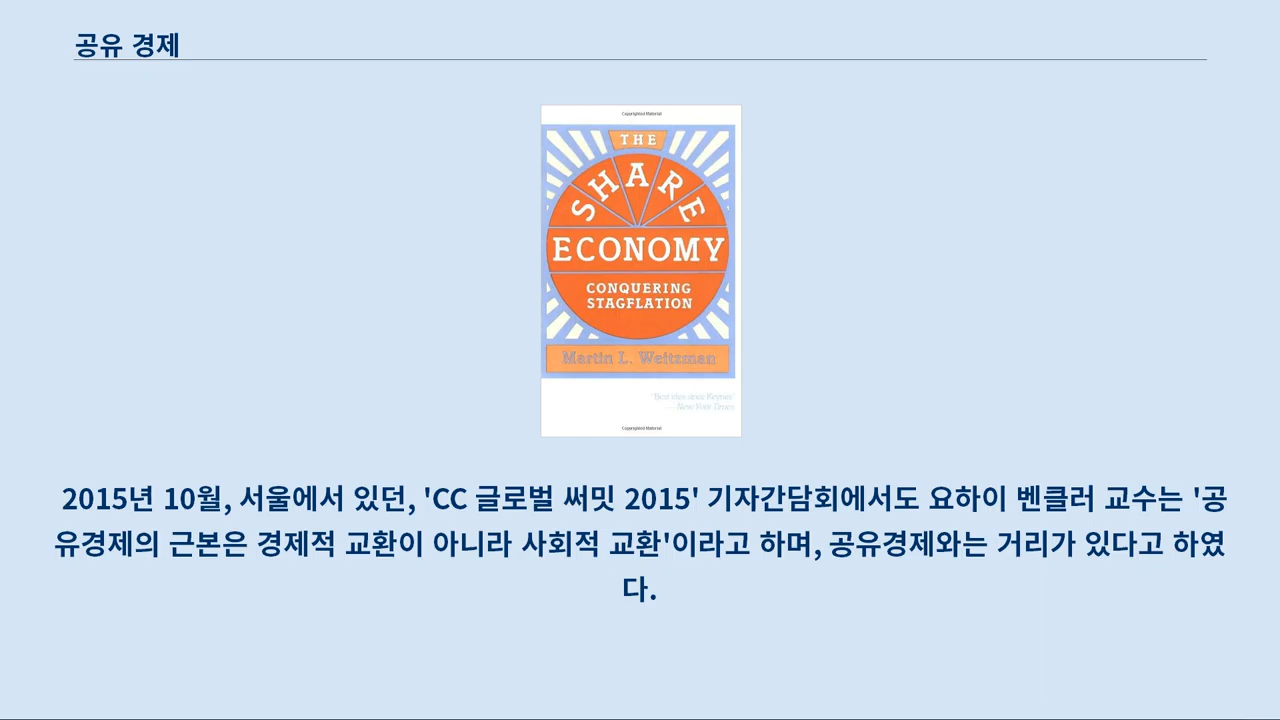 공유 경제
Copyrighted Material
THE
SHARE
ECONOMY
CONQUERING
STAGFLATION
Martin L. Weitzman
"Best idea since Keynes"
—New York Times
Copyrighted Material
2015년 10월, 서울에서 있던, 'CC 글로벌 써밋 2015' 기자간담회에서도 요하이 벤클러 교수는 '공
유경제의 근본은 경제적 교환이 아니라 사회적 교환'이라고 하며, 공유경제와는 거리가 있다고 하였
다.